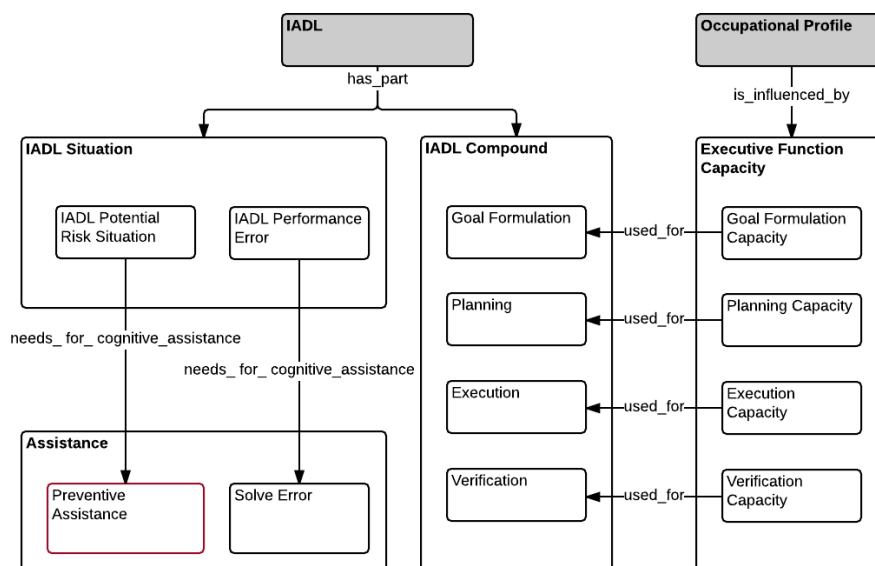 IADL
Occupational Profile
has_part
is_influenced_by
IADL Situation
IADL Compound
Executive Function
Capacity
IADL Potential
Risk Situation
IADL Performance
Error
Goal Formulation
used_for
Goal Formulation
Capacity
Planning
used_for
Planning Capacity
needs_ for_ cognitive_assistance
needs_ for_ cognitive_assistance
Execution
used_for
Execution
Capacity
Assistance
Preventive
Assistance
Solve Error
Verification
used_for
Verification
Capacity